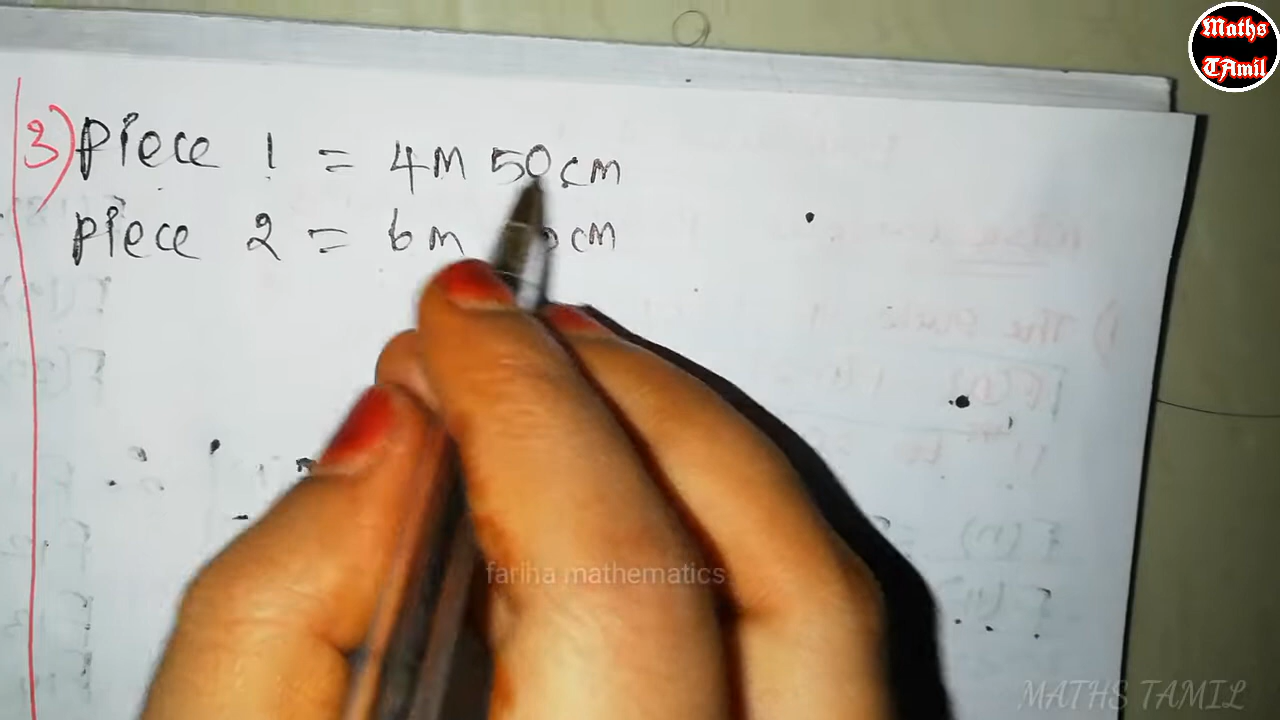 Maths
TAmil
3) Piece 1 = 4m 50cm
Piece 2 = 6m cm
fariha mathematics
MATHS TAMIL